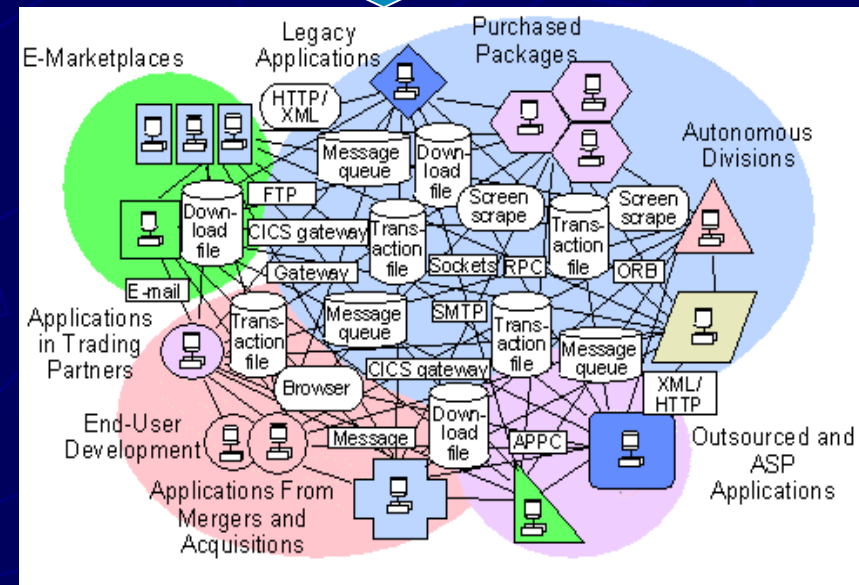 Legacy
Applications
Purchased
Packages
E-Marketplaces
HTTP/
XML
Autonomous
Divisions
Message
queue
Down-
load
file
FTP
Screen
scrape
Screen
scrape
Down-
load
file
CICS gateway
Trans-
action
file
Trans-
action
file
Gateway
Sockets
RPC
ORB
E-mail
Applications
in Trading
Partners
Trans-
action
file
Message
queue
SMTP
Trans-
action
file
Message
queue
CICS gateway
Browser
XML/
HTTP
End-User
Development
Message
Down-
load
file
APPC
Outsourced and
ASP
Applications
Applications From
Mergers and
Acquisitions